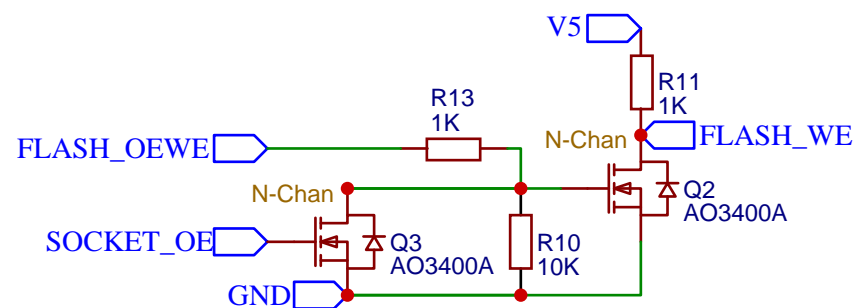 V5
R11
1K
R13
1K
FLASH_OEWE
N-Chan
FLASH_WE
N-Chan
Q2
AO3400A
SOCKET_OE
Q3
AO3400A
R10
10K
GND